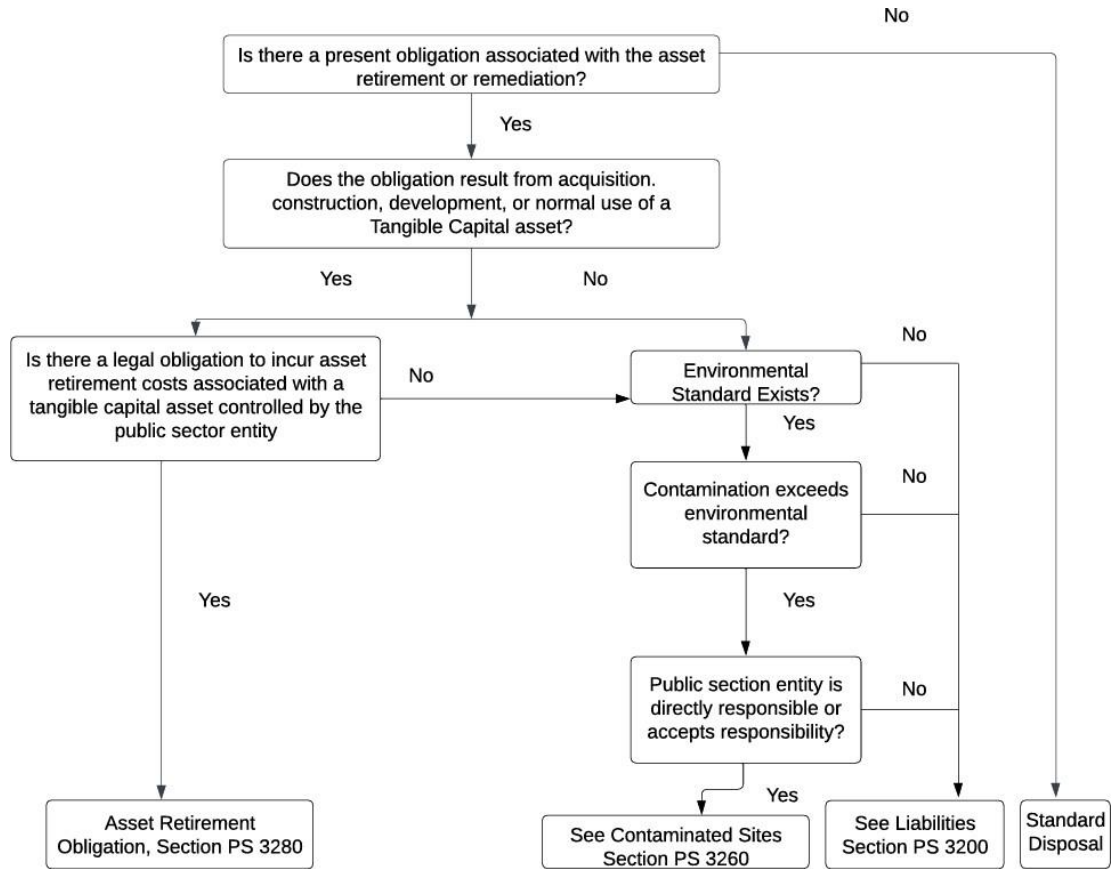 No
Is there a present obligation associated with the asset
retirement or remediation?
Yes
Does the obligation result from acquisition.
construction, development, or normal use of a
Tangible Capital asset?
Yes
No
Is there a legal obligation to incur asset
retirement costs associated with a
tangible capital asset controlled by the
public sector entity
No
Environmental
Standard Exists?
No
Yes
Contamination exceeds
environmental
standard?
No
Yes
Yes
Public section entity is
directly responsible or
accepts responsibility?
No
Yes
Asset Retirement
Obligation, Section PS 3280
See Contaminated Sites
Section PS 3260
See Liabilities
Section PS 3200
Standard
Disposal